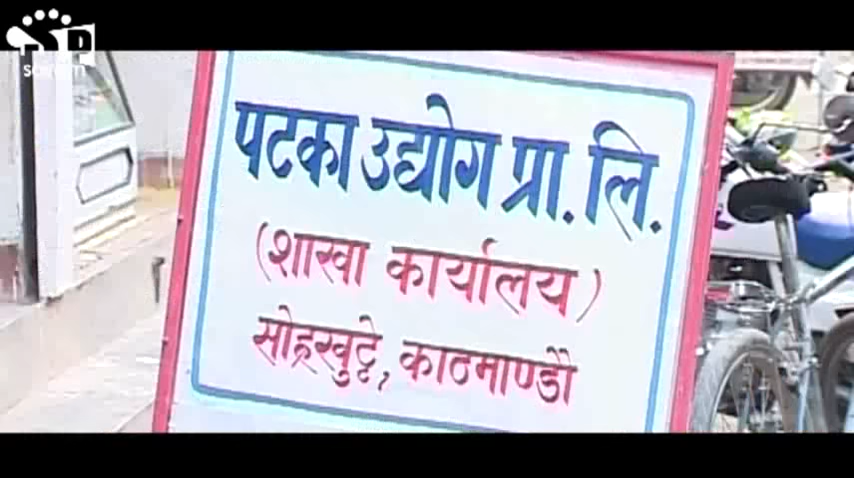 पटका उद्योग प्रा. लि.
(शाखा कार्यालय)
सोह्रखुट्टे, काठमाण्डौ